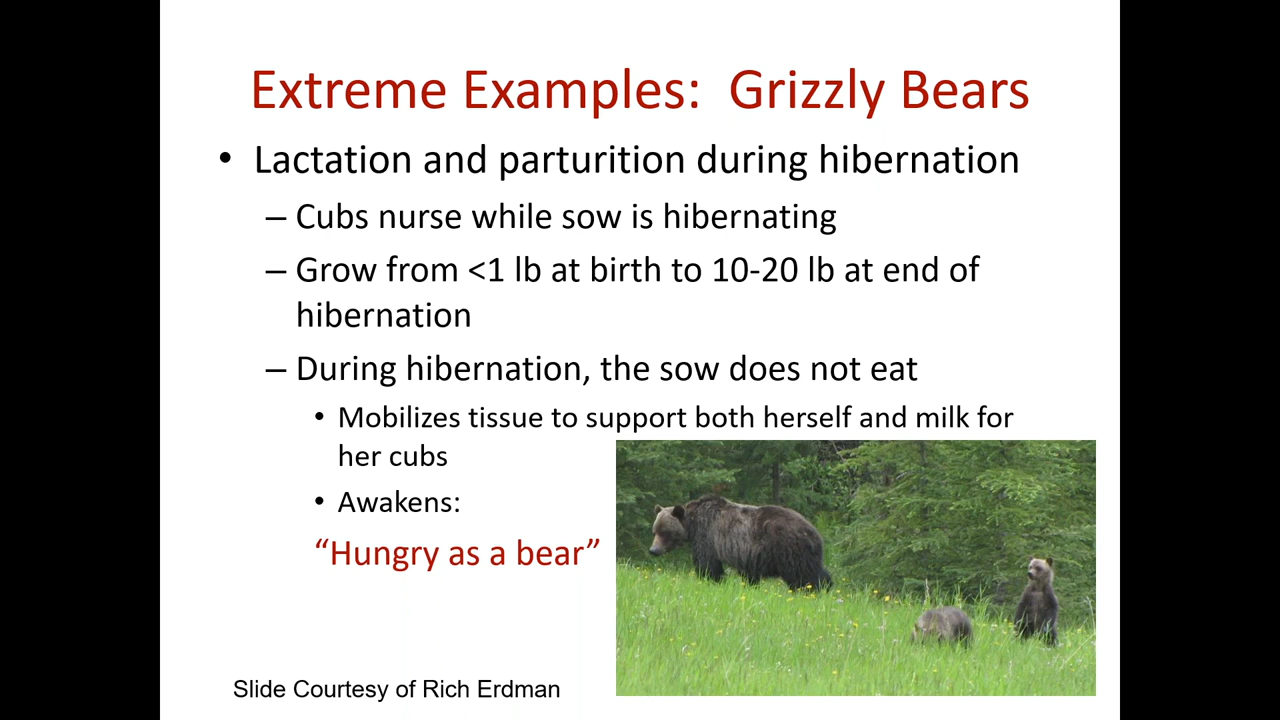 Extreme Examples:  Grizzly Bears
• Lactation and parturition during hibernation
– Cubs nurse while sow is hibernating
– Grow from <1 lb at birth to 10-20 lb at end of
hibernation
– During hibernation, the sow does not eat
• Mobilizes tissue to support both herself and milk for
her cubs
• Awakens:
“Hungry as a bear”
Slide Courtesy of Rich Erdman